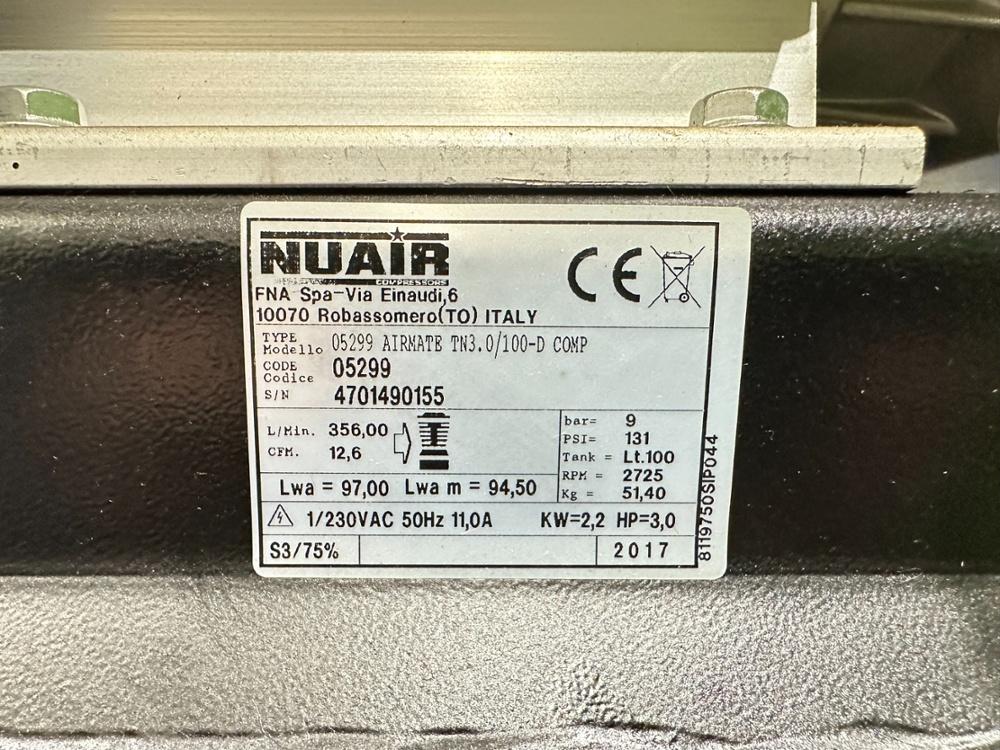 NUAIR
COMPRESSORS
FNA Spa-Via Einaudi,6
10070 Robassomero(TO) ITALY
CE
TYPE
Modello 05299 AIRMATE TN3.0/100-D COMP
CODE
Codice 05299
S/N 4701490155
L/Min. 356,00
CFM. 12,6
bar= 9
PSI= 131
Tank = Lt.100
RPM = 2725
Kg = 51,40
Lwa = 97,00 Lwa m = 94,50
1/230VAC 50Hz 11,0A KW=2,2 HP=3,0
S3/75% 2017
8119750SIP044